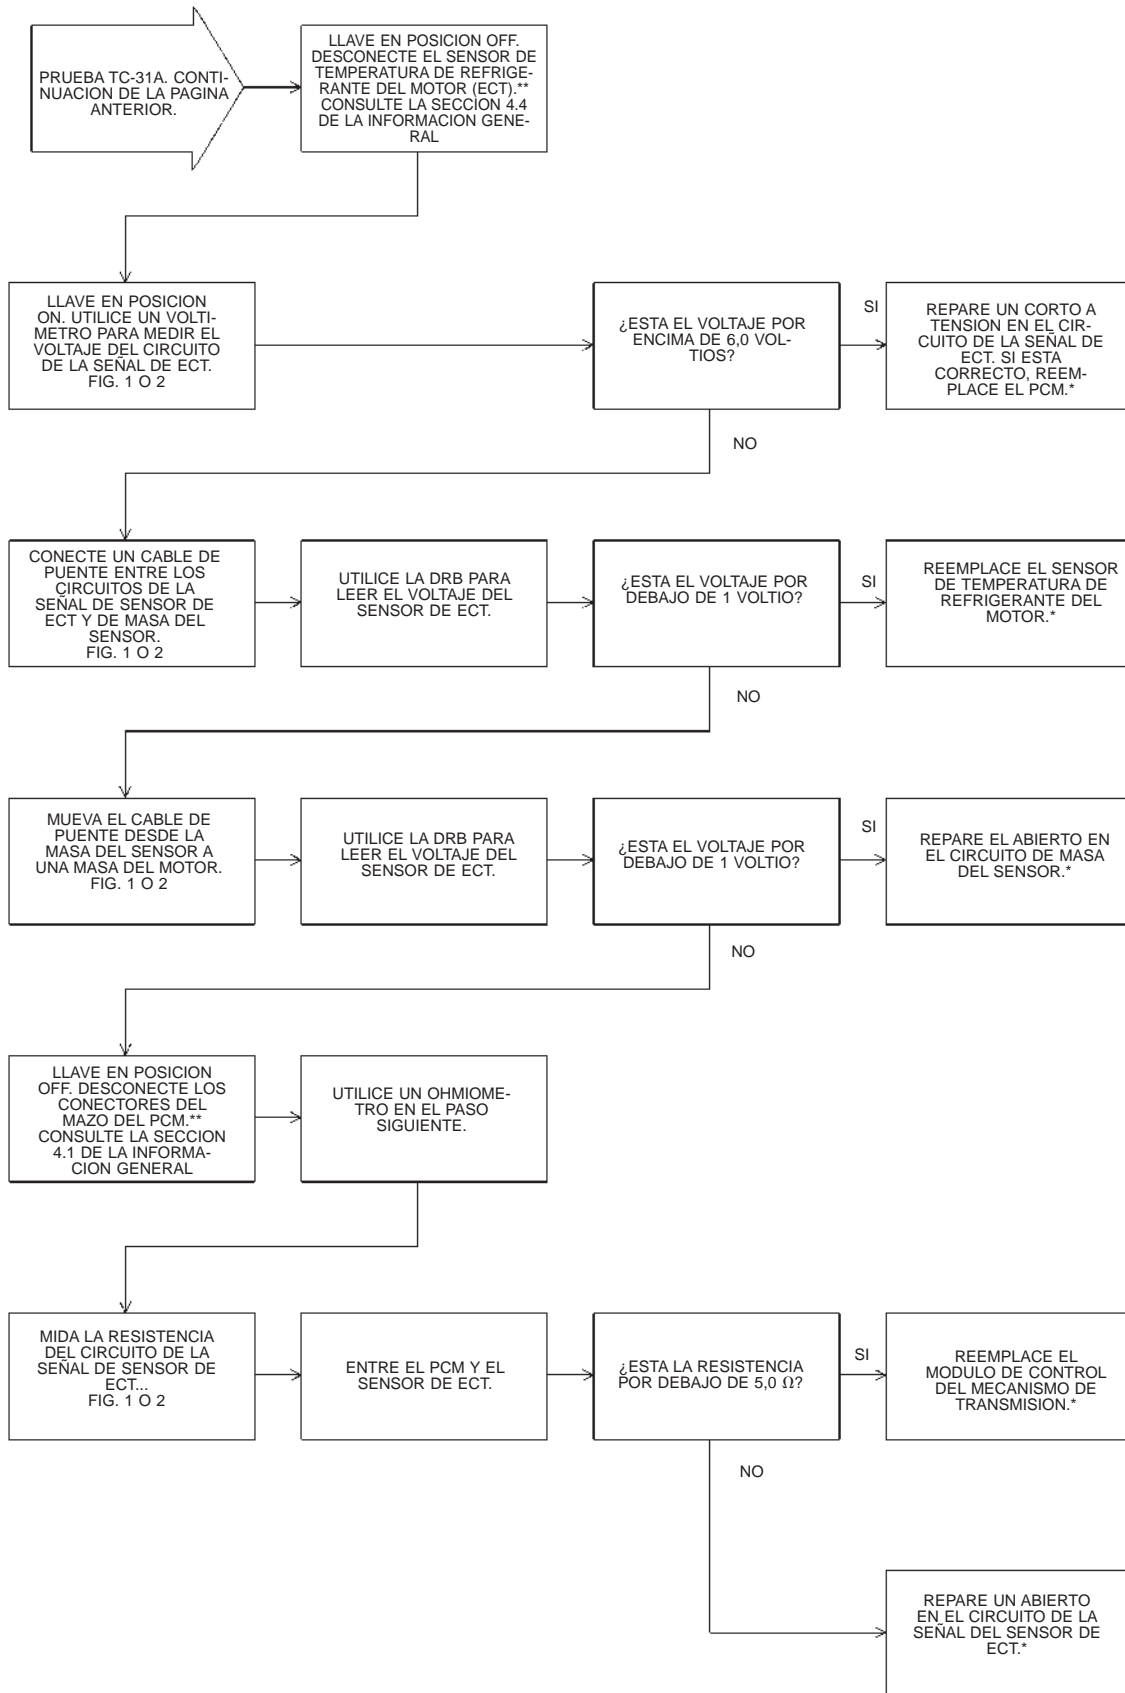 PRUEBA TC-31A. CONTI-
NUACION DE LA PAGINA
ANTERIOR.
LLAVE EN POSICION OFF.
DESCONECTE EL SENSOR DE
TEMPERATURA DE REFRIGE-
RANTE DEL MOTOR (ECT).**
CONSULTE LA SECCION 4.4
DE LA INFORMACION GENE-
RAL
LLAVE EN POSICION
ON. UTILICE UN VOLTI-
METRO PARA MEDIR EL
VOLTAJE DEL CIRCUITO
DE LA SEÑAL DE ECT.
FIG. 1 O 2
¿ESTA EL VOLTAJE POR
ENCIMA DE 6,0 VOL-
TIOS?
SI
REPARE UN CORTO A
TENSION EN EL CIR-
CUITO DE LA SEÑAL DE
ECT. SI ESTA
CORRECTO, REEM-
PLACE EL PCM.*
NO
CONECTE UN CABLE DE
PUENTE ENTRE LOS
CIRCUITOS DE LA
SEÑAL DE SENSOR DE
ECT Y DE MASA DEL
SENSOR.
FIG. 1 O 2
UTILICE LA DRB PARA
LEER EL VOLTAJE DEL
SENSOR DE ECT.
¿ESTA EL VOLTAJE POR
DEBAJO DE 1 VOLTIO?
SI
REEMPLACE EL SENSOR
DE TEMPERATURA DE
REFRIGERANTE DEL
MOTOR.*
NO
MUEVA EL CABLE DE
PUENTE DESDE LA
MASA DEL SENSOR A
UNA MASA DEL MOTOR.
FIG. 1 O 2
UTILICE LA DRB PARA
LEER EL VOLTAJE DEL
SENSOR DE ECT.
¿ESTA EL VOLTAJE POR
DEBAJO DE 1 VOLTIO?
SI
REPARE EL ABIERTO EN
EL CIRCUITO DE MASA
DEL SENSOR.*
NO
LLAVE EN POSICION
OFF. DESCONECTE LOS
CONECTORES DEL
MAZO DEL PCM.**
CONSULTE LA SECCION
4.1 DE LA INFORMA-
CION GENERAL
UTILICE UN OHMIOME-
TRO EN EL PASO
SIGUIENTE.
MIDA LA RESISTENCIA
DEL CIRCUITO DE LA
SEÑAL DE SENSOR DE
ECT...
FIG. 1 O 2
ENTRE EL PCM Y EL
SENSOR DE ECT.
¿ESTA LA RESISTENCIA
POR DEBAJO DE 5,0 Ω?
SI
REEMPLACE EL
MODULO DE CONTROL
DEL MECANISMO DE
TRANSMISION.*
NO
REPARE UN ABIERTO
EN EL CIRCUITO DE LA
SEÑAL DEL SENSOR DE
ECT.*